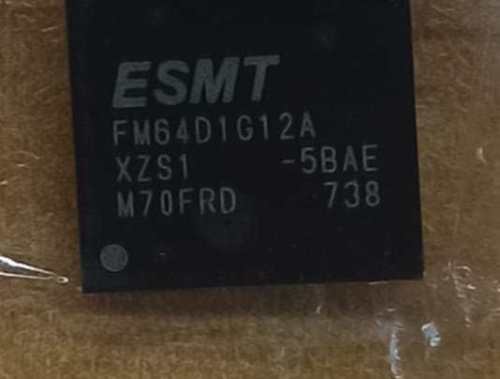 ESMT
FM64D1G12A
XZS1 -5BAE
M70FRD 738